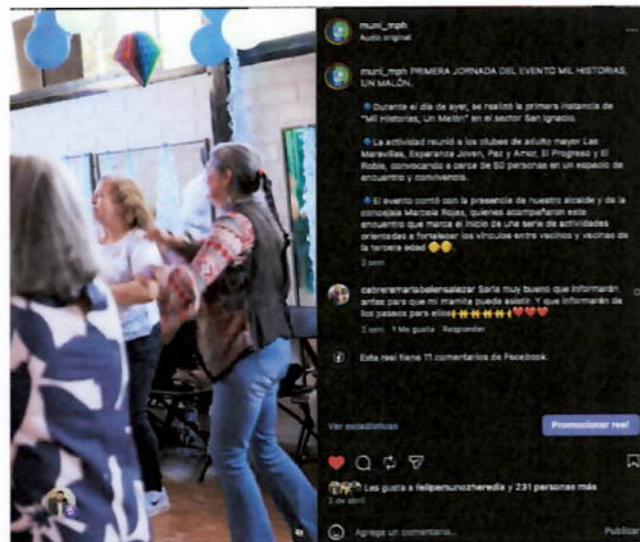 muni_mph
Audio original
muni_mph PRIMERA JORNADA DEL EVENTO MIL HISTORIAS,
UN MALÓN.
Durante el día de ayer, se realizó la primera instancia de
"Mil Historias, Un Malón" en el sector San Ignacio.
La actividad reunió a los clubes de adulto mayor Las
Maravillas, Esperanza Joven, Paz y Amor, El Progreso y El
Roble, convocando a cerca de 60 personas en un espacio de
encuentro y convivencia.
El evento contó con la presencia de nuestro alcalde y de la
concejala Marcela Rojas, quienes acompañaron este
encuentro que marca el inicio de una serie de actividades
orientadas a fortalecer los vínculos entre vecinos y vecinas de
la tercera edad
2 sem
cabreramariabelensalazar Seria muy bueno que informarán
antes para que mi mamita pueda asistir. Y que informarán de
los paseos para ellos
2 sem 1 Me gusta Responder
Este reel tiene 11 comentarios de Facebook.
Ver estadísticas
Promocionar reel
Les gusta a felipemunozheredia y 231 personas más
2 de abril
Agrega un comentario...
Publicar